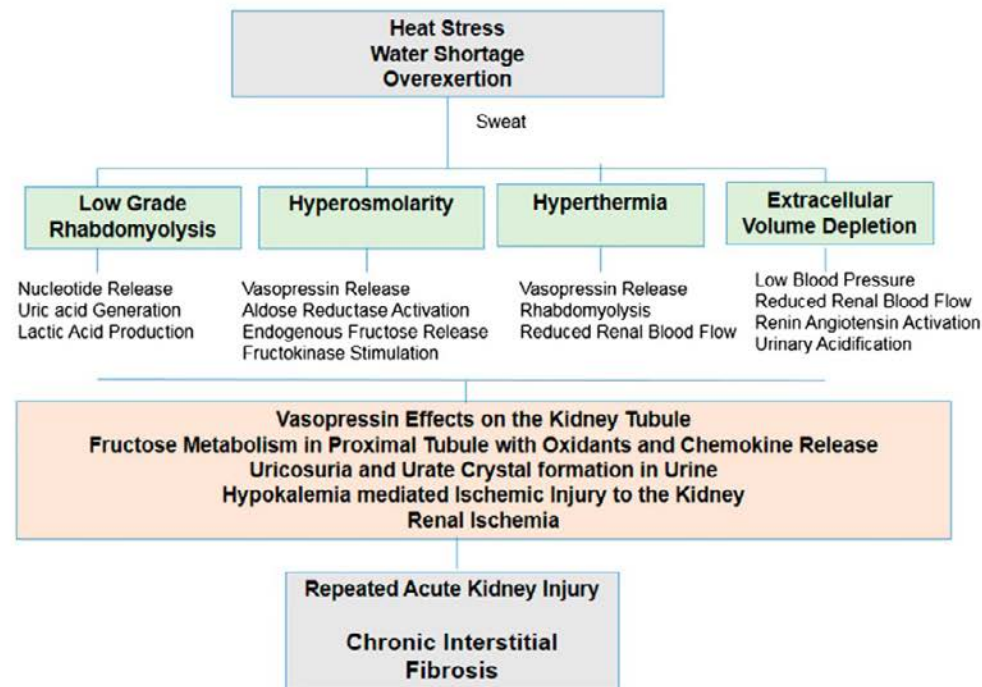 Heat Stress
Water Shortage
Overexertion
Sweat
Low Grade
Rhabdomyolysis
Nucleotide Release
Uric acid Generation
Lactic Acid Production
Hyperosmolarity
Vasopressin Release
Aldose Reductase Activation
Endogenous Fructose Release
Fructokinase Stimulation
Hyperthermia
Vasopressin Release
Rhabdomyolysis
Reduced Renal Blood Flow
Extracellular
Volume Depletion
Low Blood Pressure
Reduced Renal Blood Flow
Renin Angiotensin Activation
Urinary Acidification
Vasopressin Effects on the Kidney Tubule
Fructose Metabolism in Proximal Tubule with Oxidants and Chemokine Release
Uricosuria and Urate Crystal formation in Urine
Hypokalemia mediated Ischemic Injury to the Kidney
Renal Ischemia
Repeated Acute Kidney Injury
Chronic Interstitial
Fibrosis